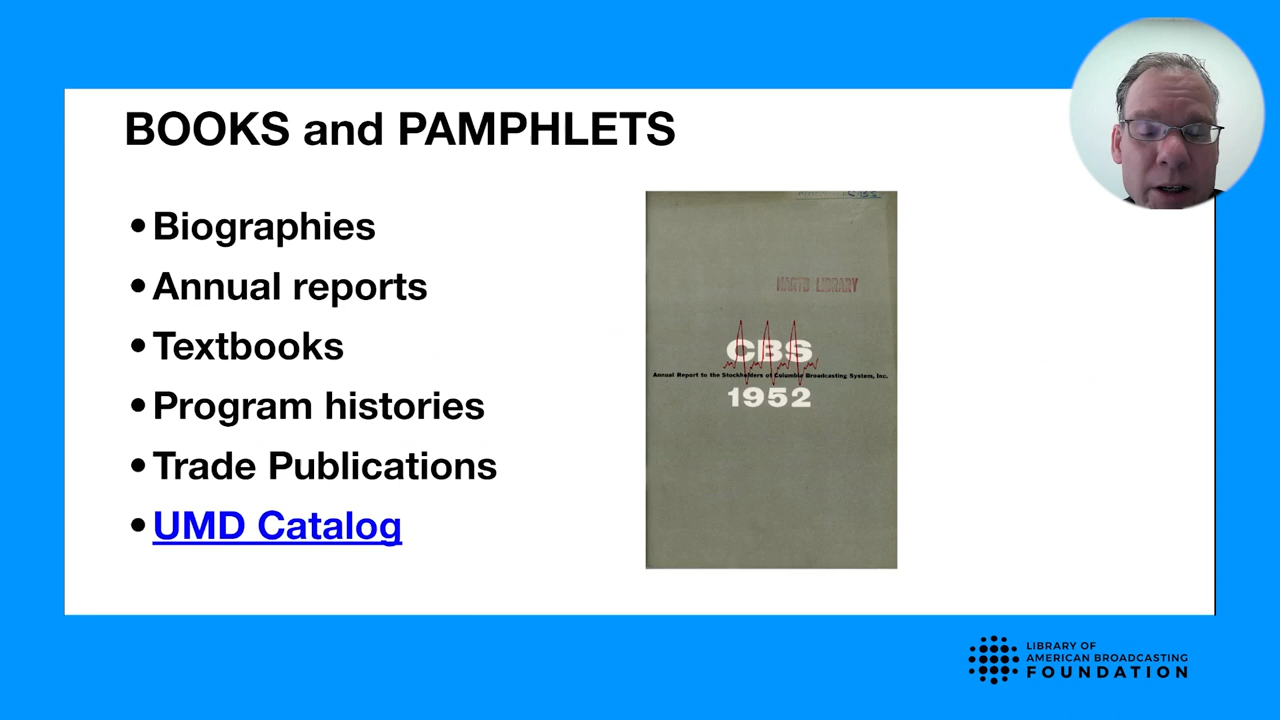 BOOKS and PAMPHLETS
•Biographies
•Annual reports
•Textbooks
•Program histories
•Trade Publications
•UMD Catalog
NARTB LIBRARY
CBS
Annual Report to the Stockholders of Columbia Broadcasting System, Inc.
1952
LIBRARY OF
AMERICAN BROADCASTING
FOUNDATION